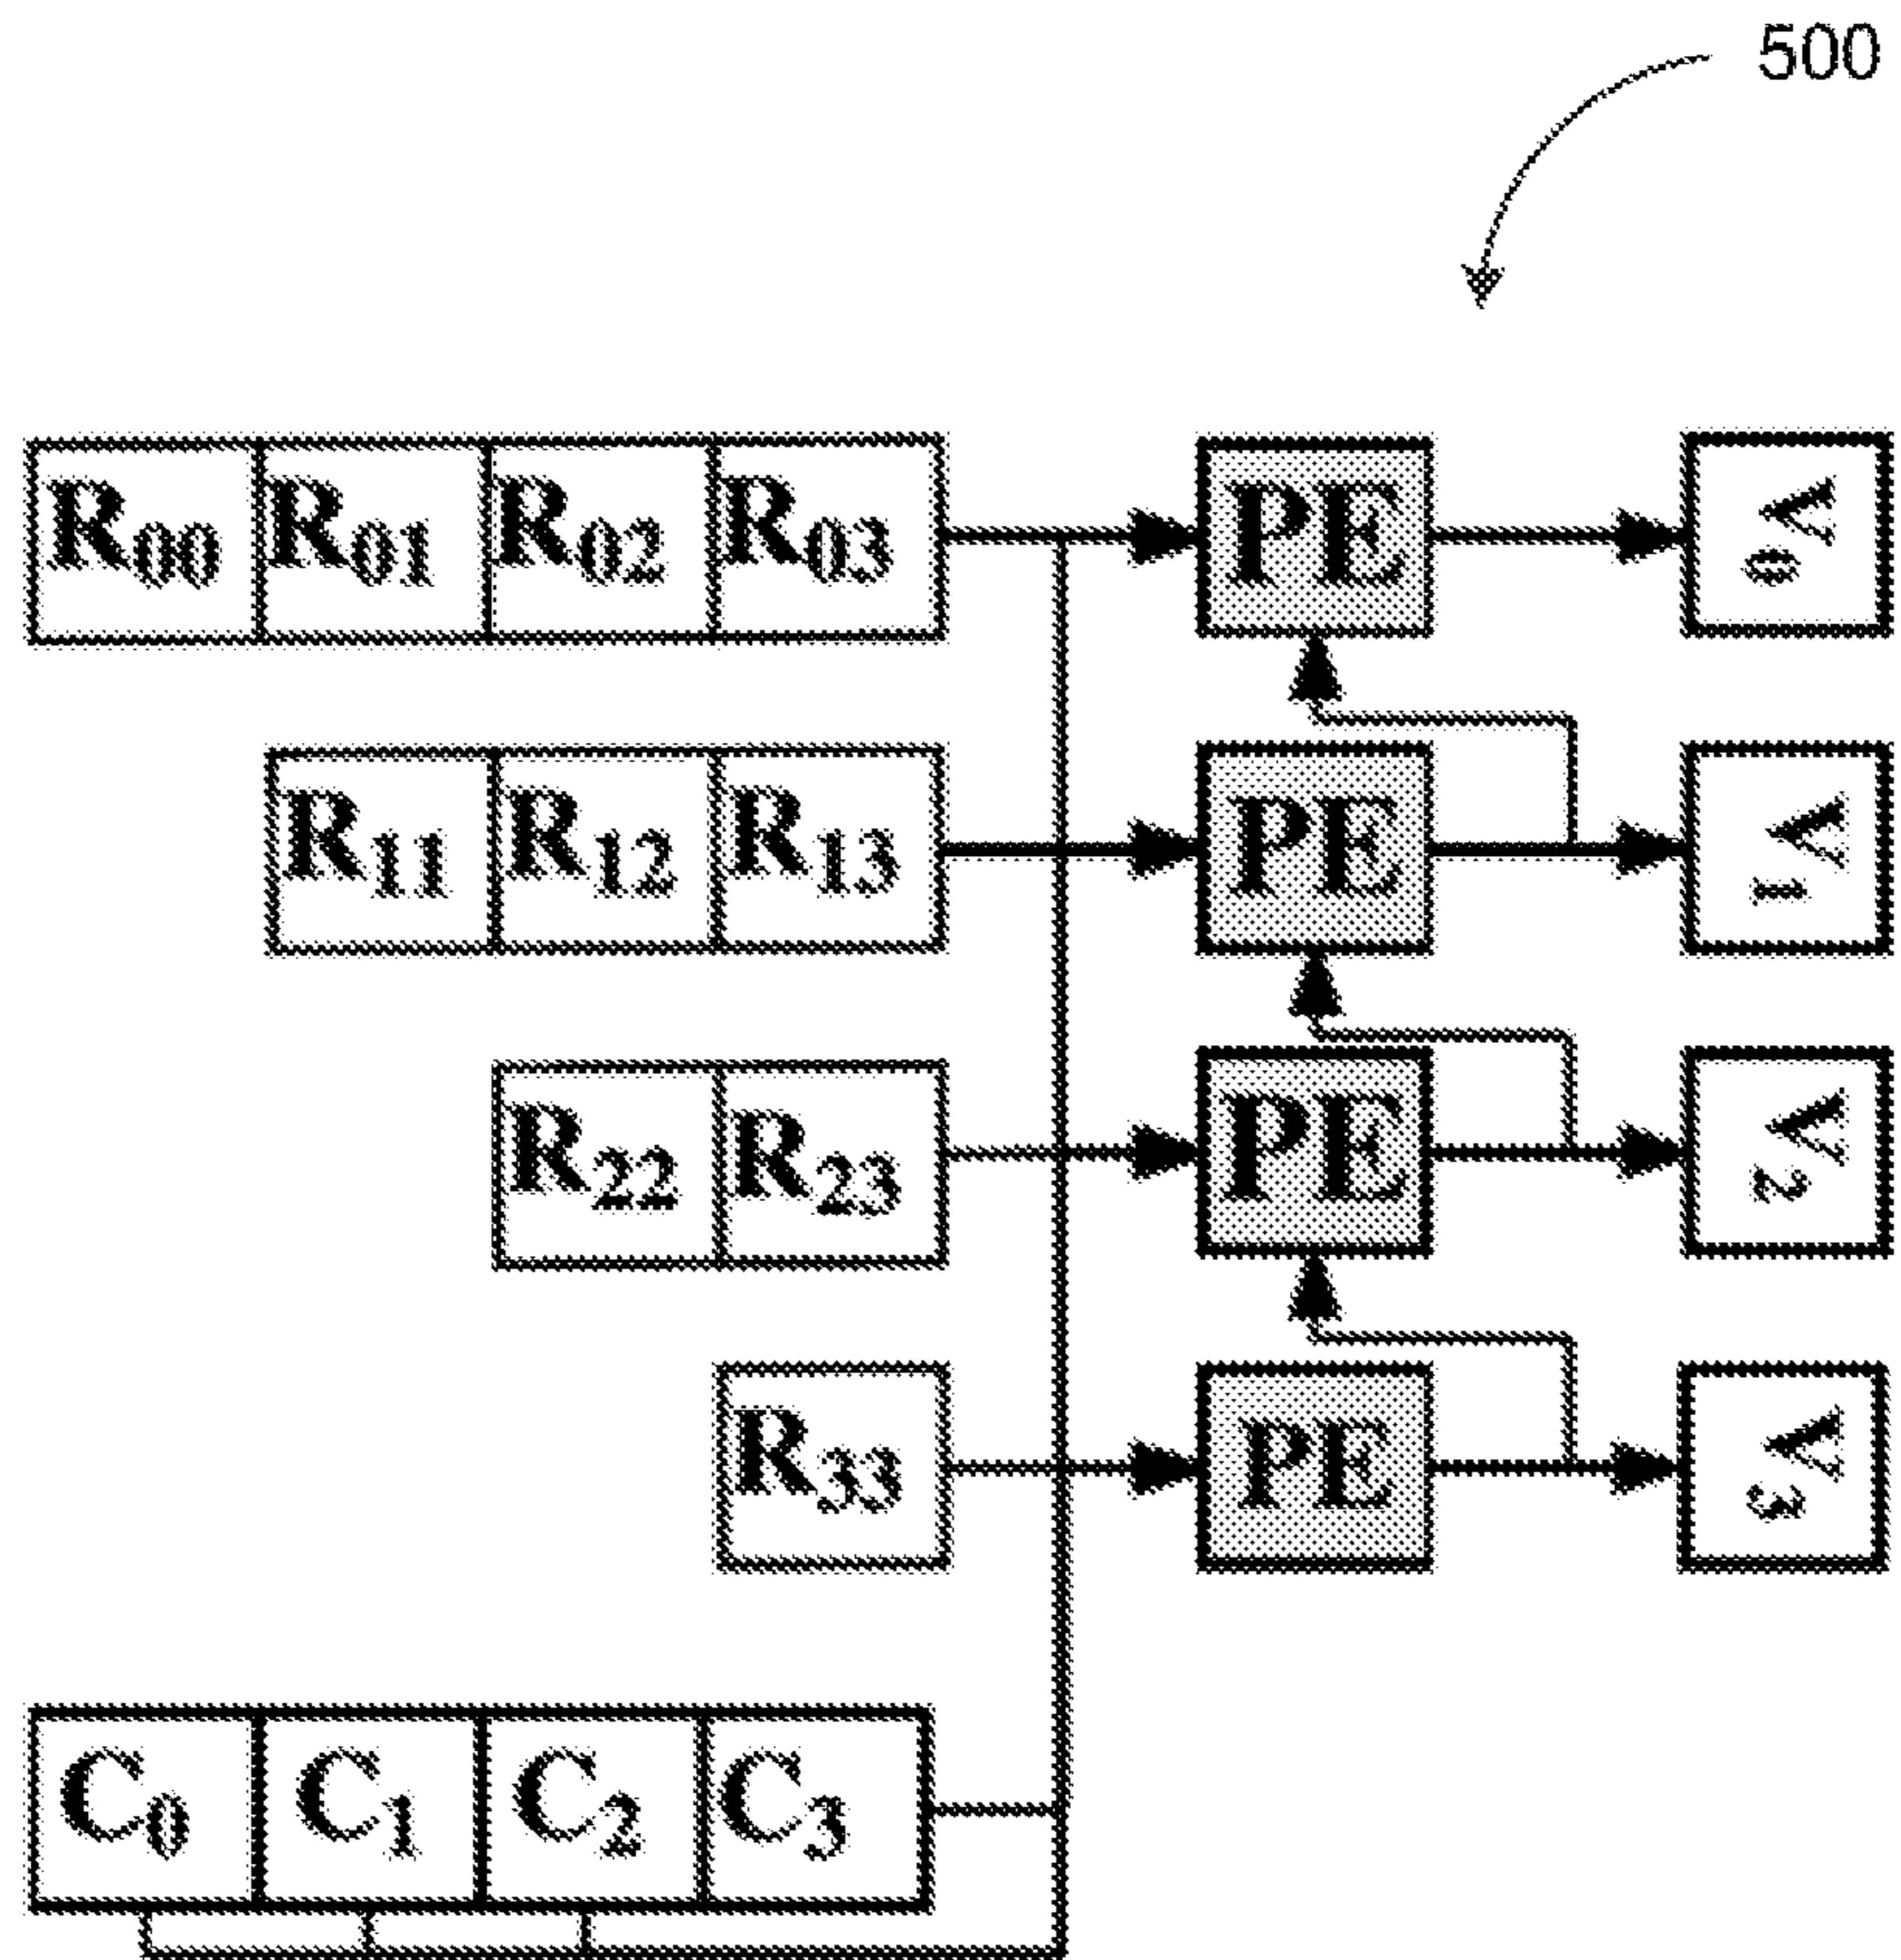 500
R00 R01 R02 R03 PE V0
R11 R12 R13 PE V1
R22 R23 PE V2
R33 PE V3
C0 C1 C2 C3